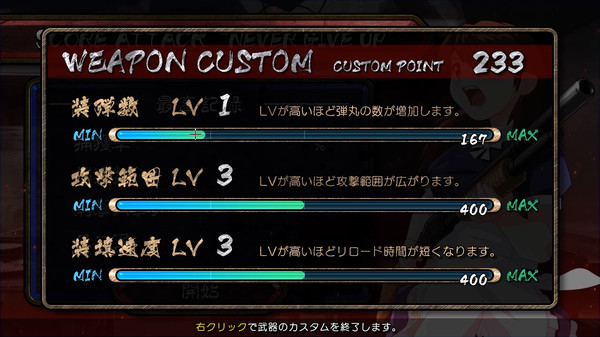 SCORE ATTACK NEVER GIVE UP
WEAPON CUSTOM CUSTOM POINT 233
装弾数 LV 1 LVが高いほど弾丸の数が増加します。
MIN 167 MAX
攻撃範囲 LV 3 LVが高いほど攻撃範囲が広がります。
MIN 400 MAX
装填速度 LV 3 LVが高いほどリロード時間が短くなります。
MIN 400 MAX
開始
右クリックで武器のカスタムを終了します。